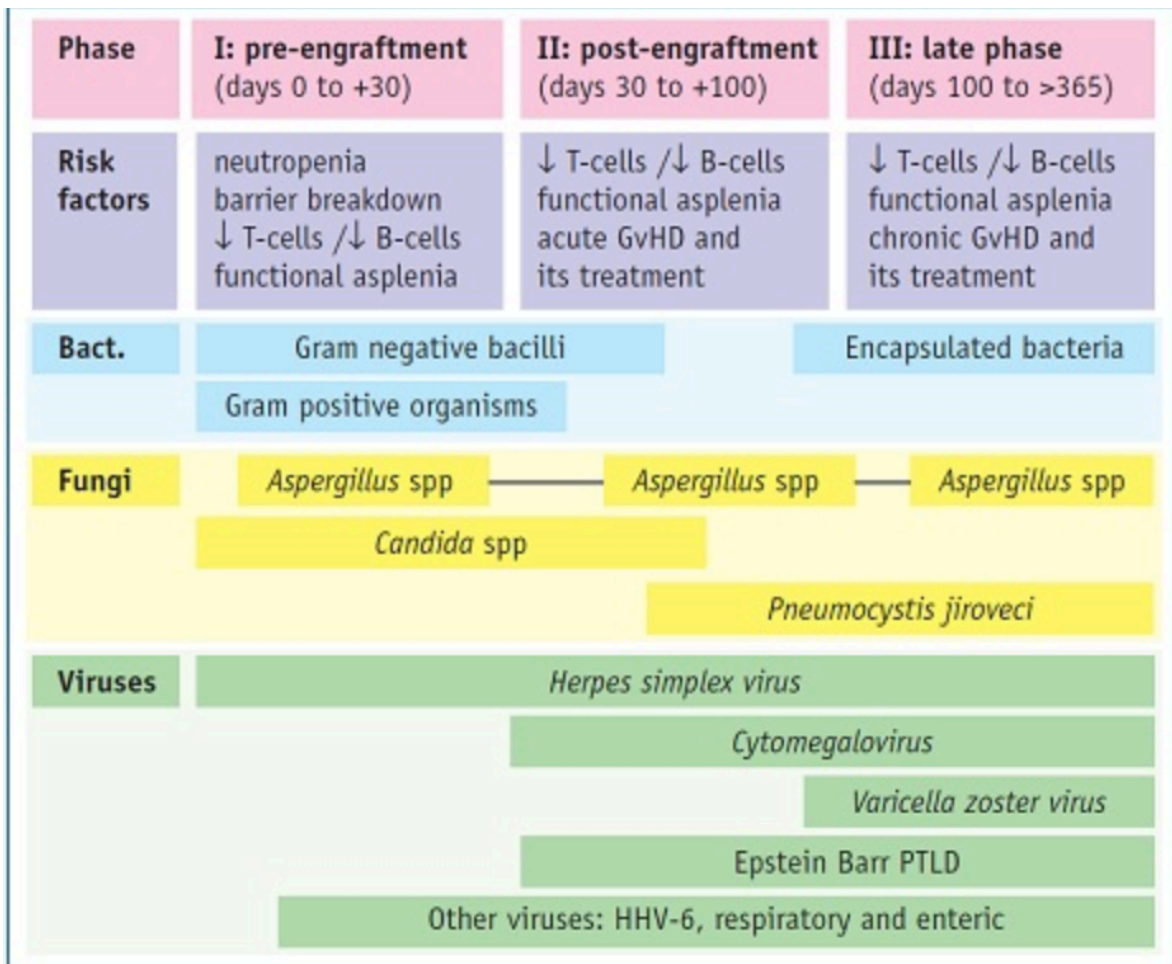 Phase
I: pre-engraftment
(days 0 to +30)
II: post-engraftment
(days 30 to +100)
III: late phase
(days 100 to >365)
Risk
factors
neutropenia
barrier breakdown
↓ T-cells /↓ B-cells
functional asplenia
↓ T-cells /↓ B-cells
functional asplenia
acute GvHD and
its treatment
↓ T-cells /↓ B-cells
functional asplenia
chronic GvHD and
its treatment
Bact.
Gram negative bacilli
Encapsulated bacteria
Gram positive organisms
Fungi
Aspergillus spp
Aspergillus spp
Aspergillus spp
Candida spp
Pneumocystis jiroveci
Viruses
Herpes simplex virus
Cytomegalovirus
Varicella zoster virus
Epstein Barr PTLD
Other viruses: HHV-6, respiratory and enteric